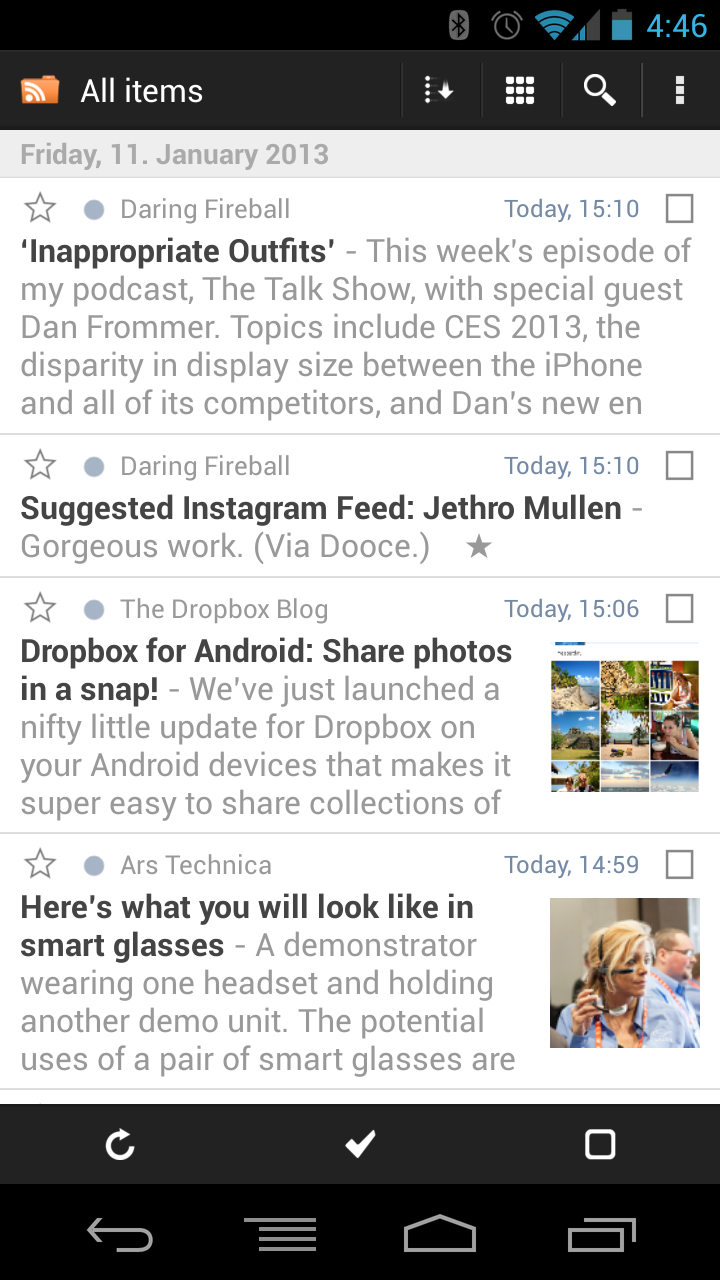 4:46
All items
Friday, 11. January 2013
Daring Fireball Today, 15:10
‘Inappropriate Outfits’ - This week's episode of
my podcast, The Talk Show, with special guest
Dan Frommer. Topics include CES 2013, the
disparity in display size between the iPhone
and all of its competitors, and Dan's new en
Daring Fireball Today, 15:10
Suggested Instagram Feed: Jethro Mullen -
Gorgeous work. (Via Dooce.) ★
The Dropbox Blog Today, 15:06
Dropbox for Android: Share photos
in a snap! - We've just launched a
nifty little update for Dropbox on
your Android devices that makes it
super easy to share collections of
Ars Technica Today, 14:59
Here's what you will look like in
smart glasses - A demonstrator
wearing one headset and holding
another demo unit. The potential
uses of a pair of smart glasses are